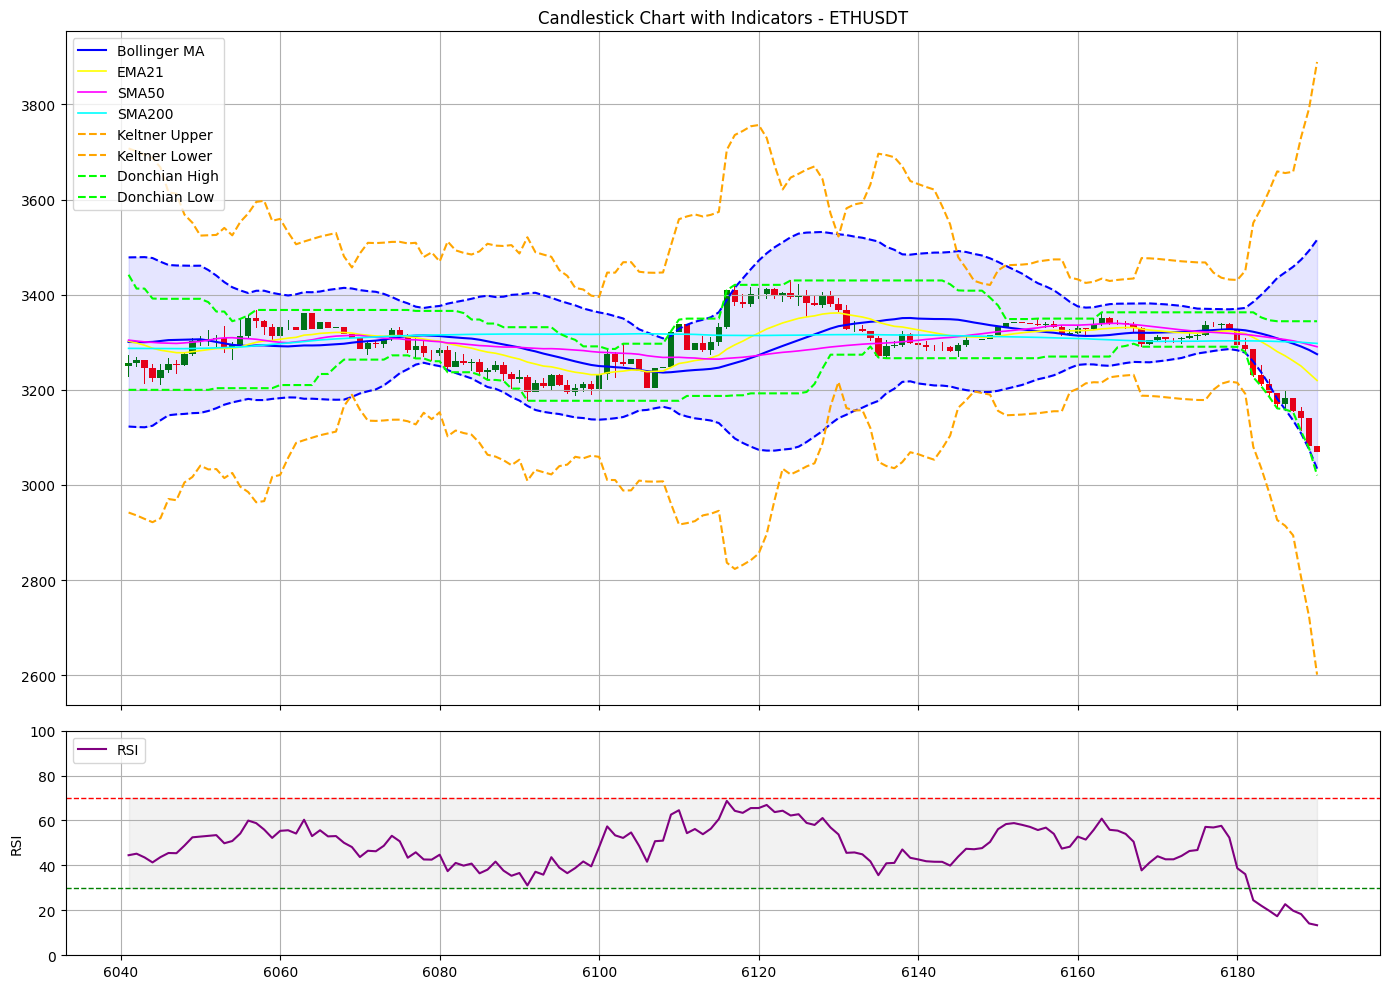 Candlestick Chart with Indicators - ETHUSDT
Bollinger MA
EMA21
SMA50
SMA200
Keltner Upper
Keltner Lower
Donchian High
Donchian Low
3800
3600
3400
3200
3000
2800
2600
RSI
100
80
60
40
20
0
RSI
6040 6060 6080 6100 6120 6140 6160 6180